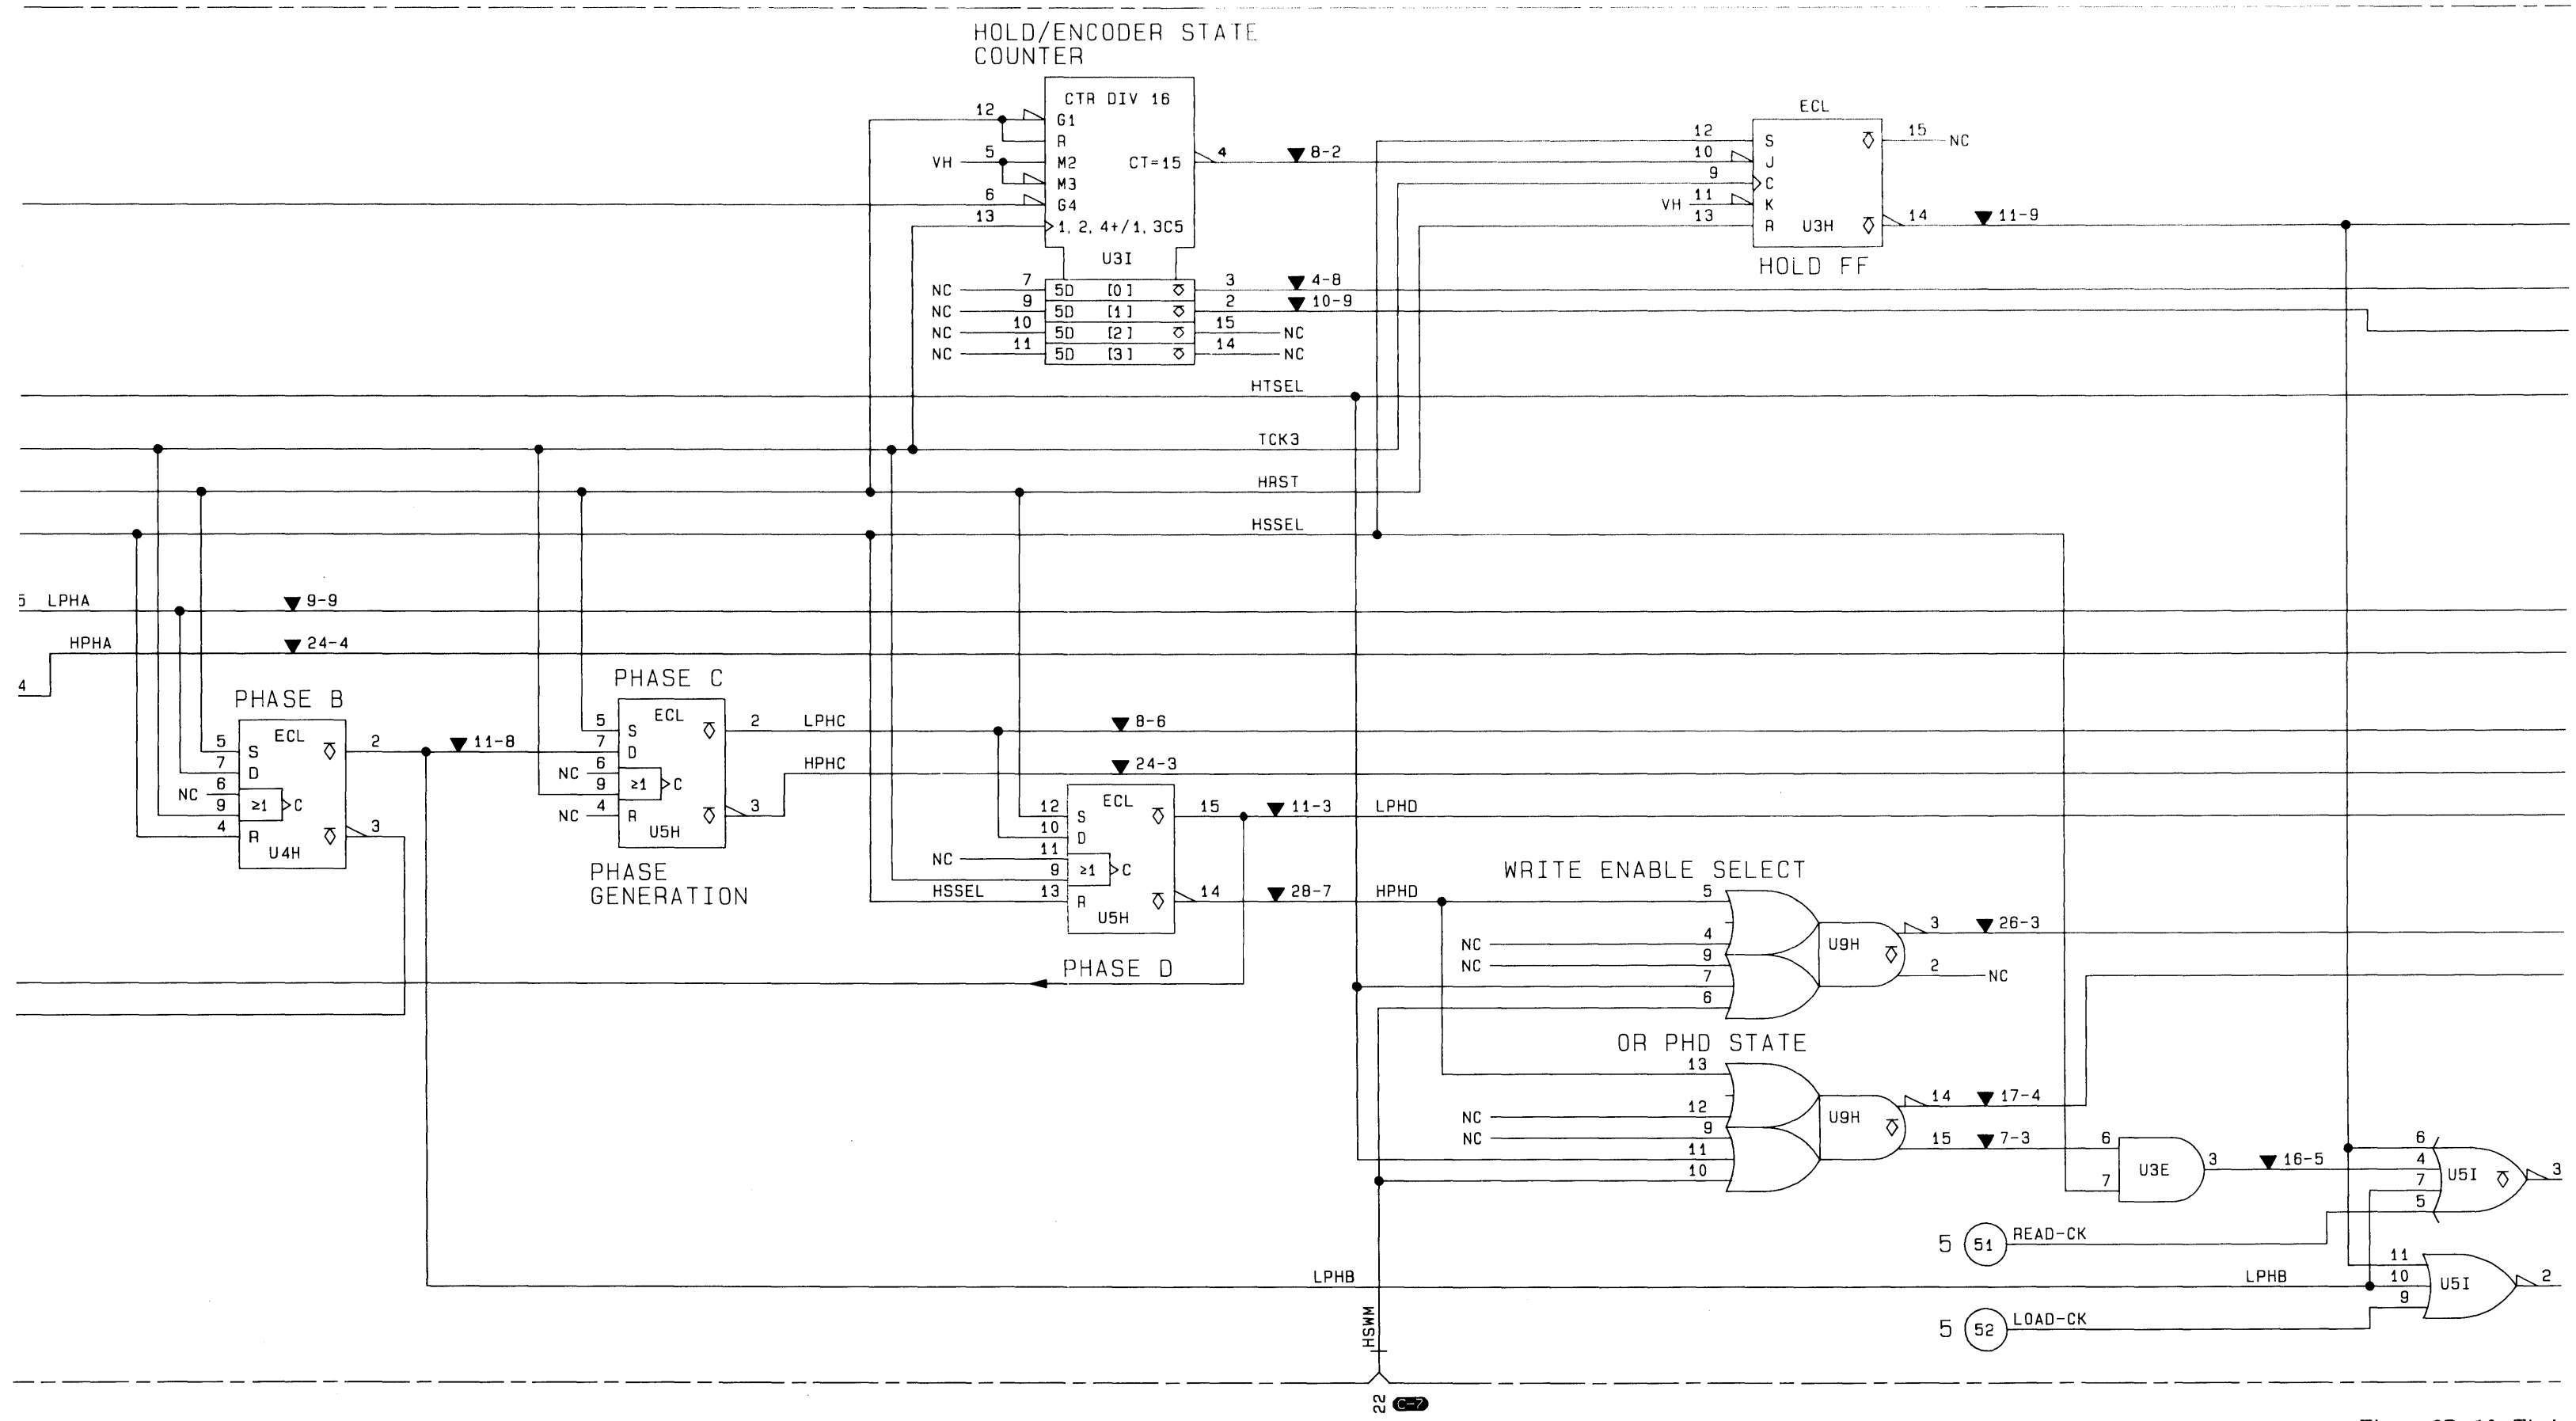 HOLD/ENCODER STATE
COUNTER
CTR DIV 16
12
G1
R
VH
5
M2
CT=15
4
8-2
M3
6
G4
13
1, 2, 4+/1, 3C5
U3I
NC
7
5D
[0]
3
4-8
NC
9
5D
[1]
2
10-9
NC
10
5D
[2]
15
NC
NC
11
5D
[3]
14
NC
ECL
12
S
15
NC
10
J
9
C
VH
11
K
13
R
U3H
14
11-9
HOLD FF
HTSEL
TCK3
HRST
HSSEL
5
LPHA
9-9
HPHA
24-4
4
PHASE B
ECL
5
S
2
11-8
7
D
NC
6
9
≥1
C
4
R
3
U4H
PHASE C
ECL
5
S
2
LPHC
8-6
7
D
NC
6
9
≥1
C
HPHC
24-3
NC
4
R
3
U5H
PHASE
GENERATION
ECL
12
S
15
11-3
LPHD
10
D
NC
11
9
≥1
C
HSSEL
13
R
14
28-7
HPHD
U5H
PHASE D
WRITE ENABLE SELECT
5
3
26-3
NC
4
U9H
NC
9
7
2
NC
6
OR PHD STATE
13
14
17-4
NC
12
U9H
NC
9
15
7-3
11
10
6
U3E
3
16-5
7
6
4
U5I
3
7
5
5
51
READ-CK
11
LPHB
LPHB
10
U5I
2
9
5
52
LOAD-CK
HSWM
22
C-7